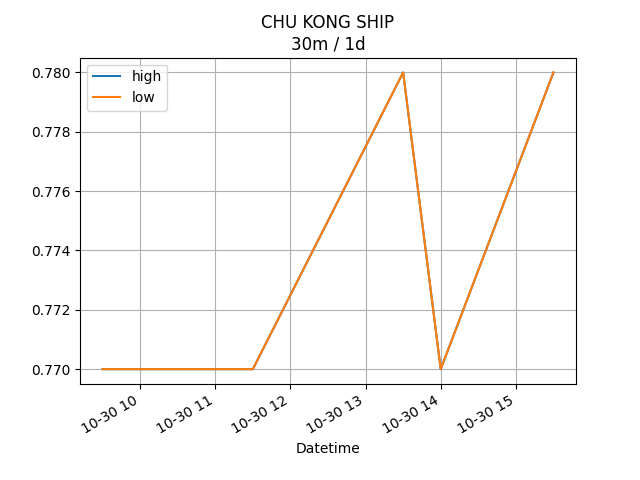 CHU KONG SHIP
30m / 1d
high
low
0.780
0.778
0.776
0.774
0.772
0.770
10-30 10
10-30 11
10-30 12
10-30 13
10-30 14
10-30 15
Datetime